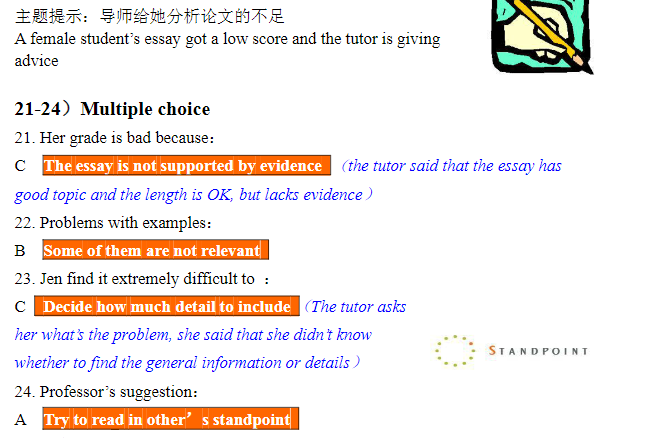 主题提示：导师给她分析论文的不足
A female student's essay got a low score and the tutor is giving
advice
21-24）Multiple choice
21. Her grade is bad because：
C The essay is not supported by evidence （the tutor said that the essay has
good topic and the length is OK, but lacks evidence）
22. Problems with examples：
B Some of them are not relevant
23. Jen find it extremely difficult to ：
C Decide how much detail to include （The tutor asks
her what's the problem, she said that she didn't know
whether to find the general information or details）
STANDPOINT
24. Professor's suggestion：
A Try to read in other’s standpoint